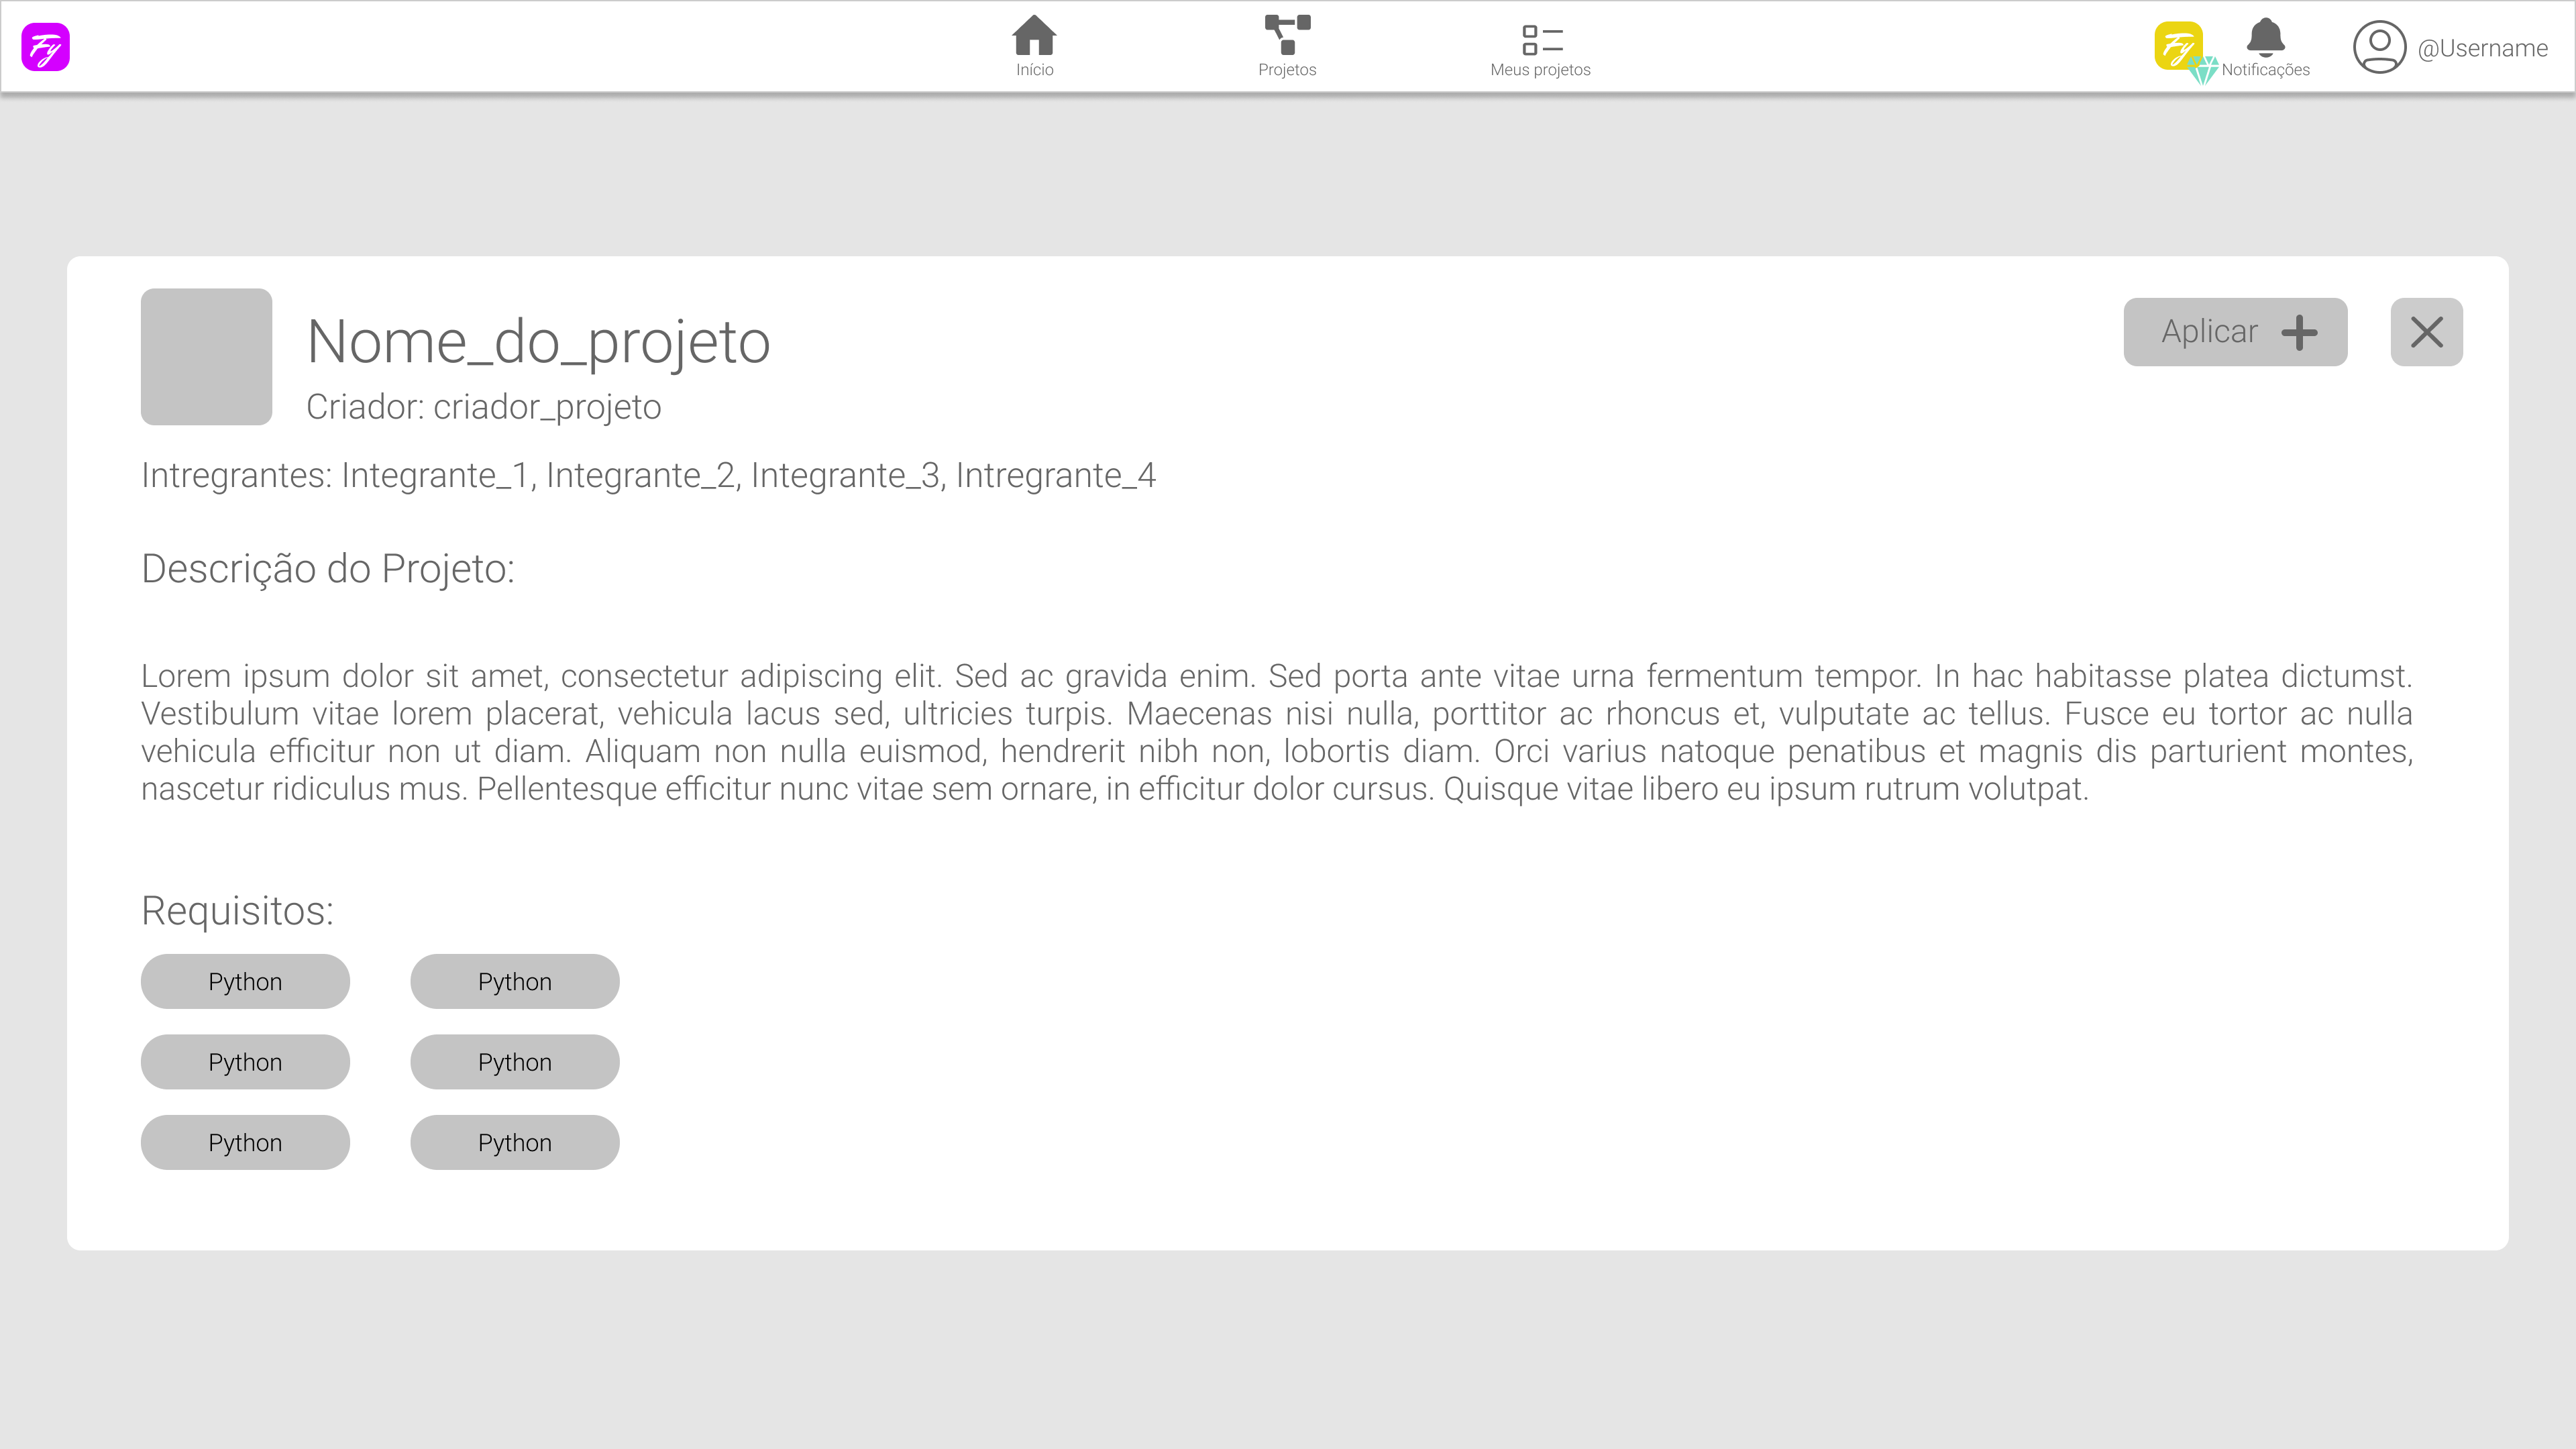 Fy
Início
Projetos
Meus projetos
Fy
Notificações
@Username
Nome_do_projeto
Aplicar
Criador: criador_projeto
Intregrantes: Integrante_1, Integrante_2, Integrante_3, Intregrante_4
Descrição do Projeto:
Lorem ipsum dolor sit amet, consectetur adipiscing elit. Sed ac gravida enim. Sed porta ante vitae urna fermentum tempor. In hac habitasse platea dictumst.
Vestibulum vitae lorem placerat, vehicula lacus sed, ultricies turpis. Maecenas nisi nulla, porttitor ac rhoncus et, vulputate ac tellus. Fusce eu tortor ac nulla
vehicula efficitur non ut diam. Aliquam non nulla euismod, hendrerit nibh non, lobortis diam. Orci varius natoque penatibus et magnis dis parturient montes,
nascetur ridiculus mus. Pellentesque efficitur nunc vitae sem ornare, in efficitur dolor cursus. Quisque vitae libero eu ipsum rutrum volutpat.
Requisitos:
Python
Python
Python
Python
Python
Python